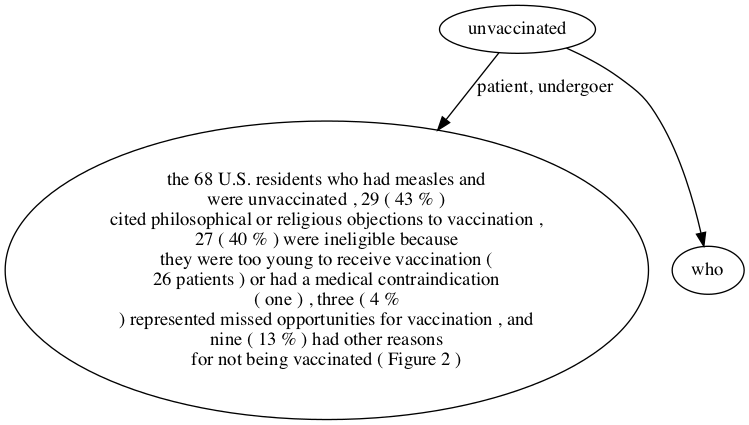 unvaccinated
patient, undergoer
the 68 U.S. residents who had measles and
were unvaccinated , 29 ( 43 % )
cited philosophical or religious objections to vaccination ,
27 ( 40 % ) were ineligible because
they were too young to receive vaccination (
26 patients ) or had a medical contraindication
( one ) , three ( 4 %
) represented missed opportunities for vaccination , and
nine ( 13 % ) had other reasons
for not being vaccinated ( Figure 2 )
who